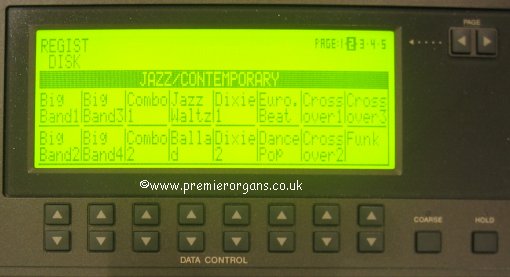 REGIST
PAGE:1 2 3·4·5
PAGE
DISK
JAZZ/CONTEMPORARY
Big Big Combo Jazz Dixie Euro. Cross Cross
Band1 Band3 1 Waltz 1 Beat over1 over3
Big Big Combo Balla Dixie Dance Cross Funk
Band2 Band4 2 d 2 Pop over2
©www.premierorgans.co.uk
COARSE HOLD
DATA CONTROL